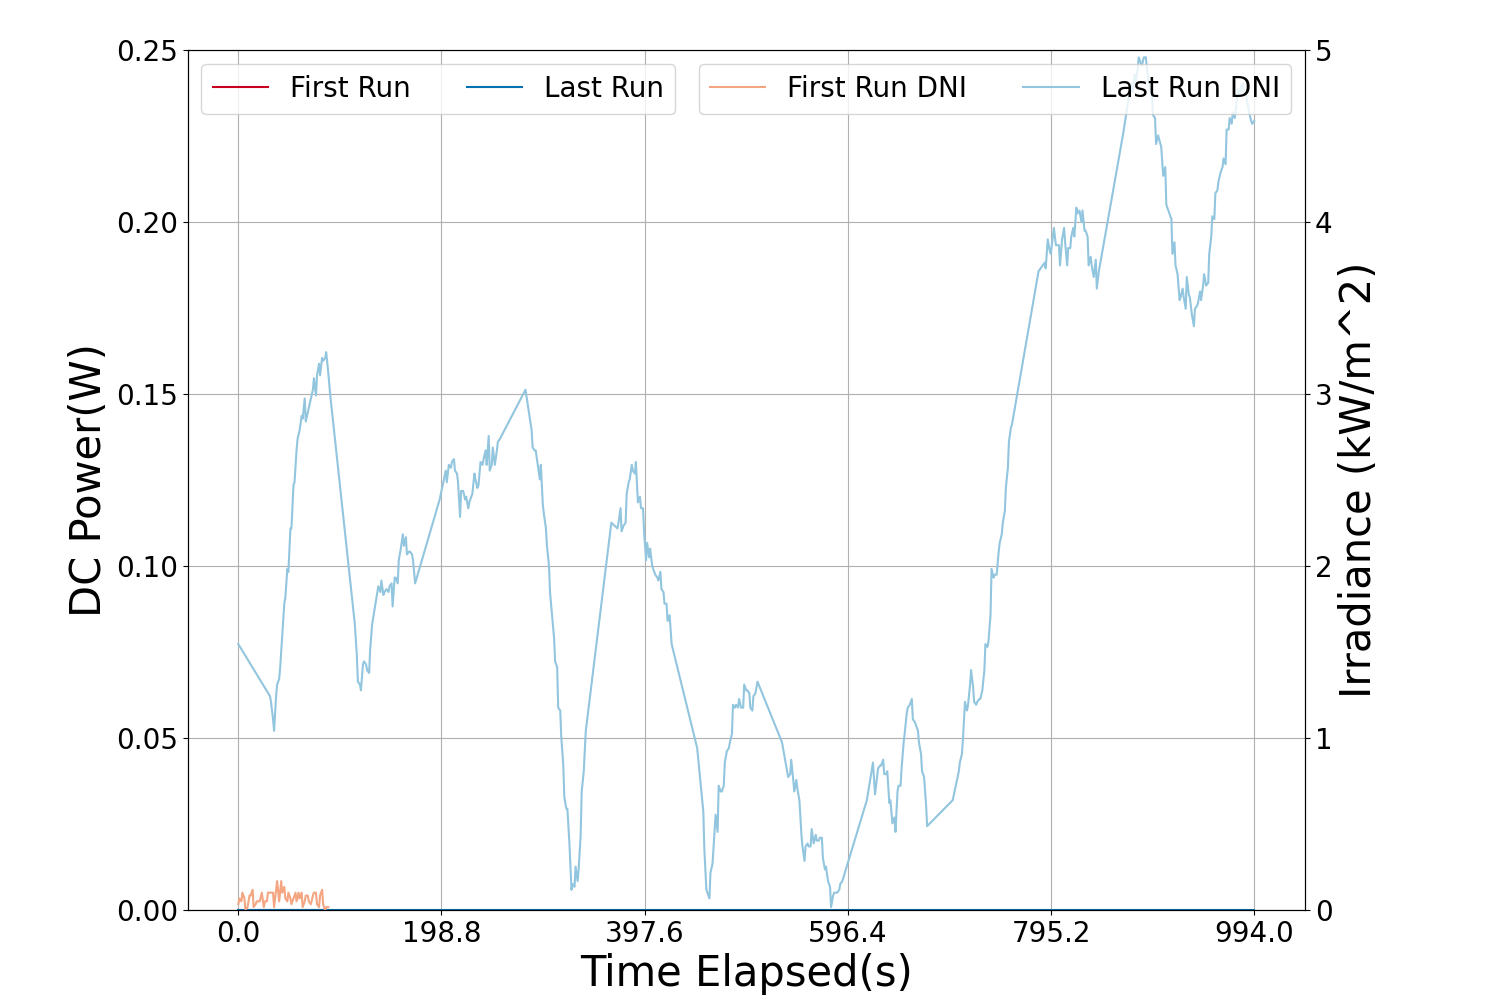 First Run
Last Run
First Run DNI
Last Run DNI
0.25
0.20
0.15
0.10
0.05
0.00
DC Power(W)
5
4
3
2
1
0
Irradiance (kW/m^2)
0.0 198.8 397.6 596.4 795.2 994.0
Time Elapsed(s)